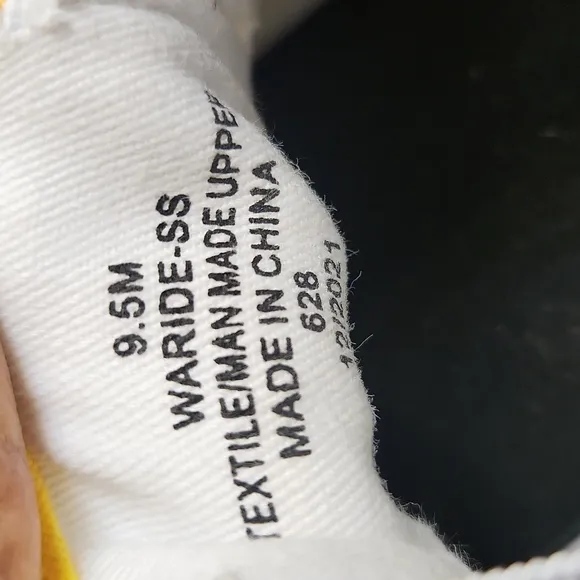 9.5M
WARIDE-SS
TEXTILE/MAN MADE UPPER
MADE IN CHINA
628
12/2021